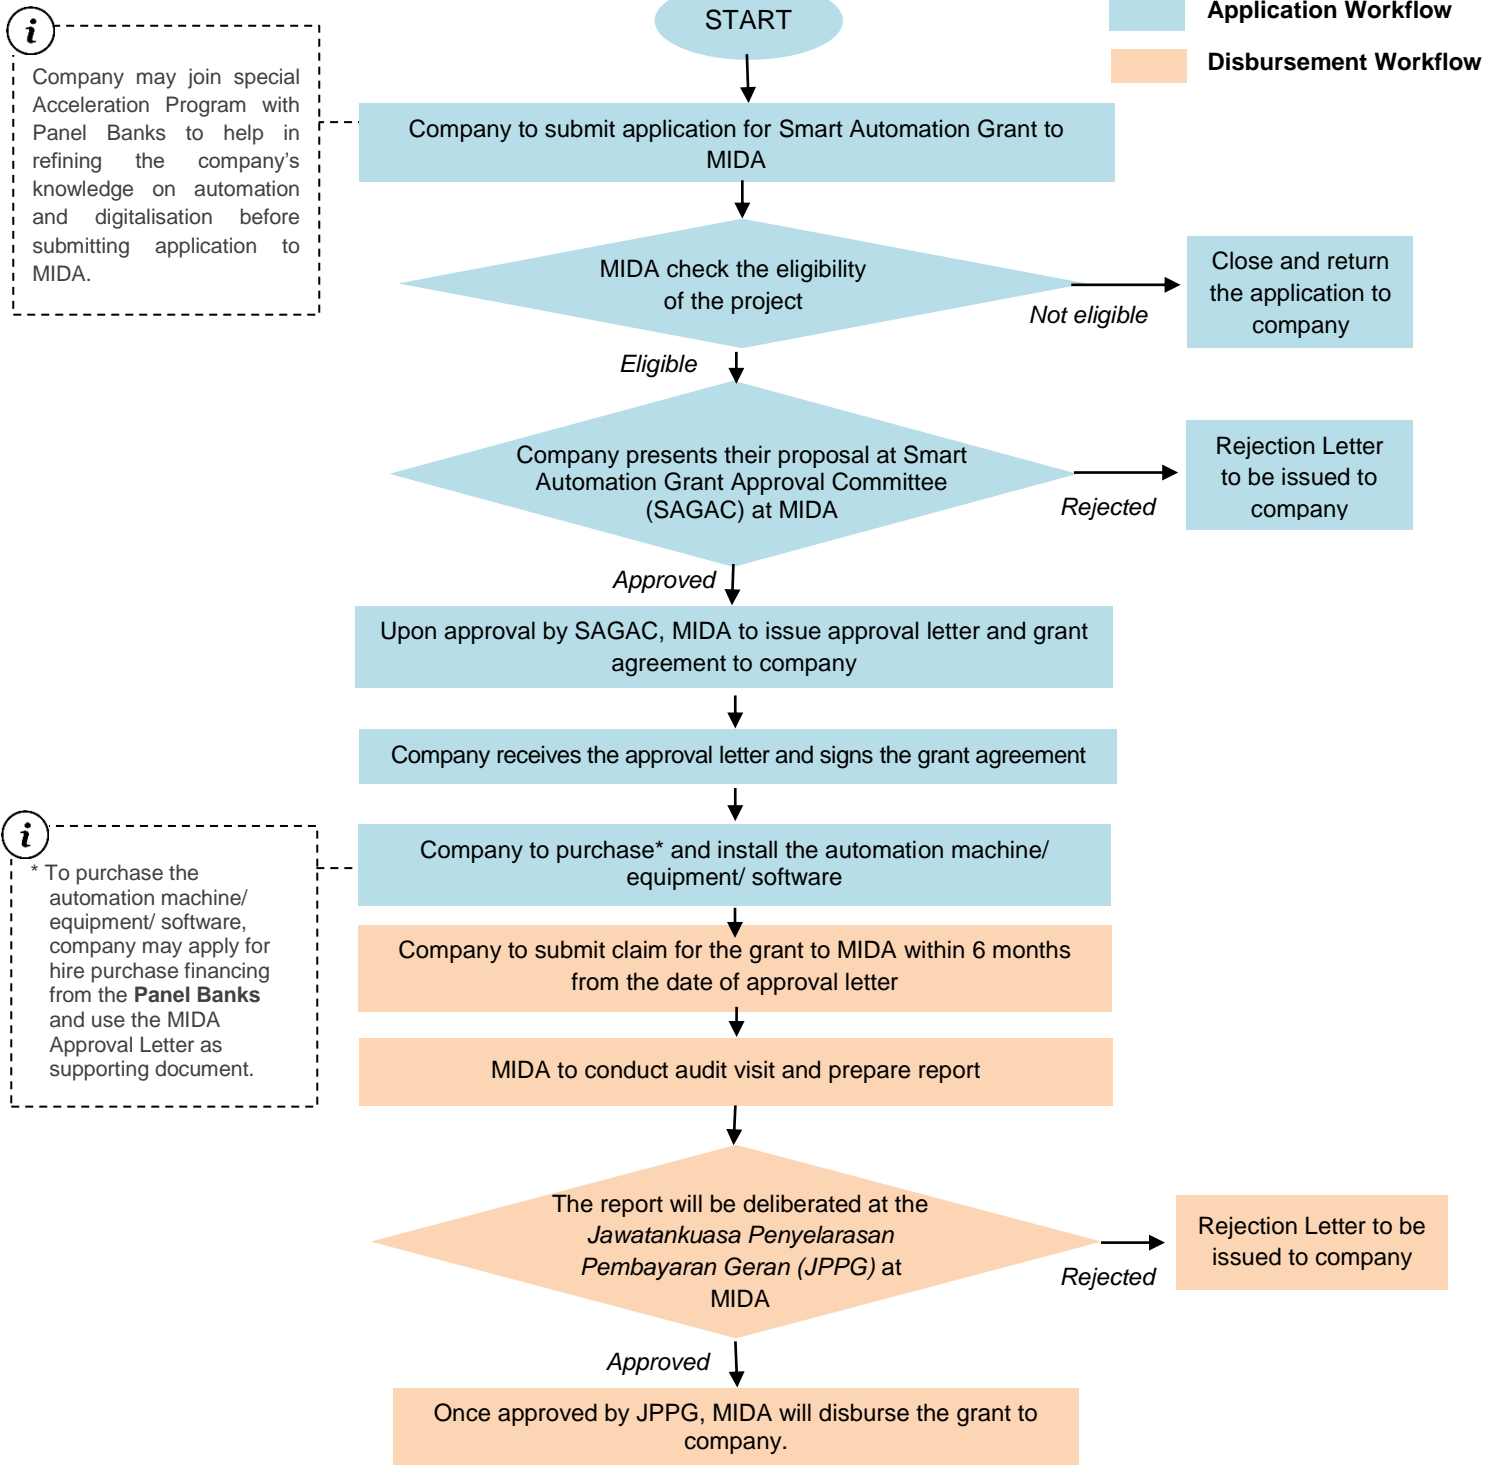 START
Application Workflow
Disbursement Workflow
i
Company may join special
Acceleration Program with
Panel Banks to help in
refining the company's
knowledge on automation
and digitalisation before
submitting application to
MIDA.
Company to submit application for Smart Automation Grant to
MIDA
MIDA check the eligibility
of the project
Not eligible
Close and return
the application to
company
Eligible
Company presents their proposal at Smart
Automation Grant Approval Committee
(SAGAC) at MIDA
Rejected
Rejection Letter
to be issued to
company
Approved
Upon approval by SAGAC, MIDA to issue approval letter and grant
agreement to company
Company receives the approval letter and signs the grant agreement
i
* To purchase the
automation machine/
equipment/ software,
company may apply for
hire purchase financing
from the Panel Banks
and use the MIDA
Approval Letter as
supporting document.
Company to purchase* and install the automation machine/
equipment/ software
Company to submit claim for the grant to MIDA within 6 months
from the date of approval letter
MIDA to conduct audit visit and prepare report
The report will be deliberated at the
Jawatankuasa Penyelarasan
Pembayaran Geran (JPPG) at
MIDA
Rejected
Rejection Letter to be
issued to company
Approved
Once approved by JPPG, MIDA will disburse the grant to
company.